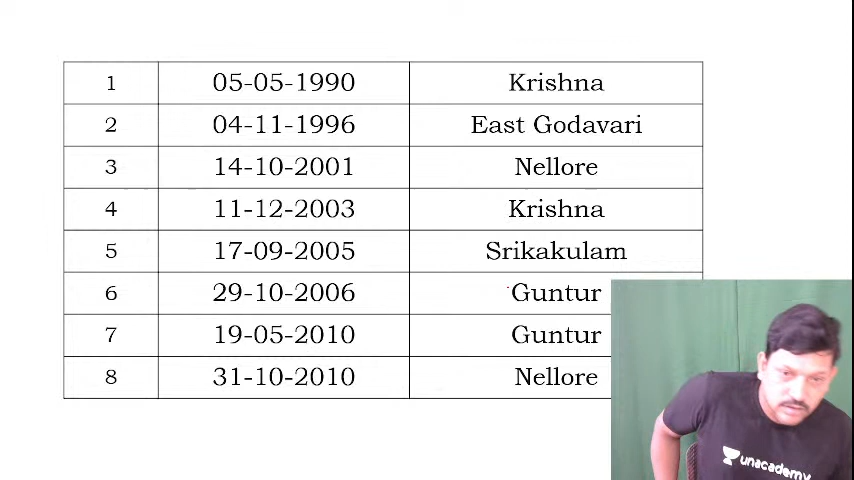 1 05-05-1990 Krishna
2 04-11-1996 East Godavari
3 14-10-2001 Nellore
4 11-12-2003 Krishna
5 17-09-2005 Srikakulam
6 29-10-2006 Guntur
7 19-05-2010 Guntur
8 31-10-2010 Nellore
unacademy